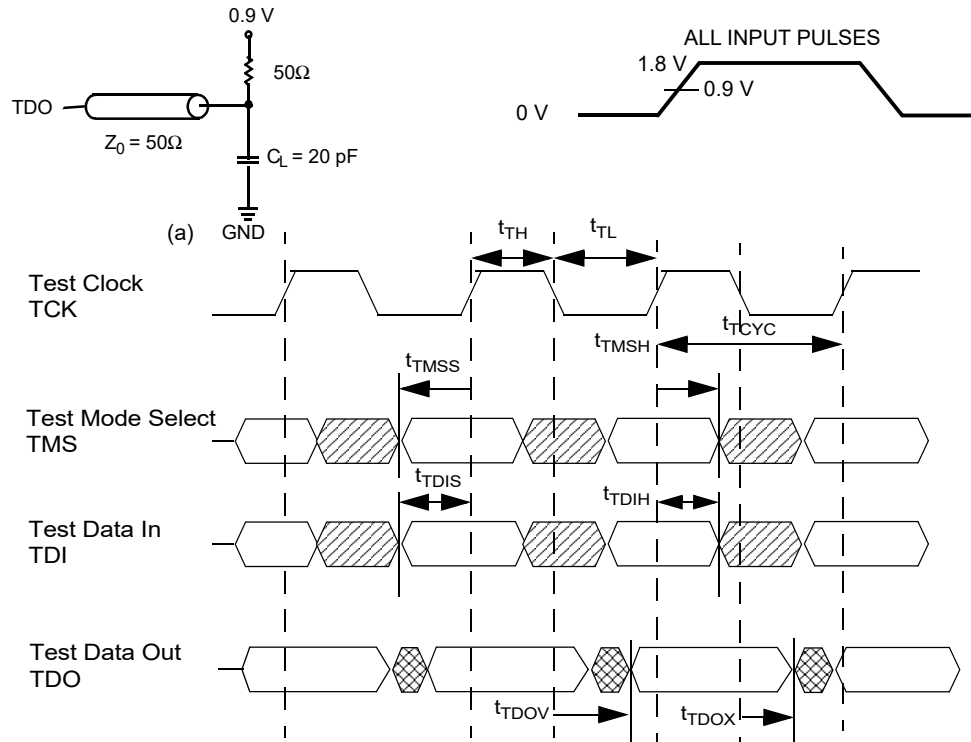 0.9 V
50Ω
TDO
Z0 = 50Ω
CL = 20 pF
(a)
GND
ALL INPUT PULSES
1.8 V
0.9 V
0 V
tTH
tTL
Test Clock
TCK
tTCYC
tTMSH
tTMSS
Test Mode Select
TMS
tTDIS
tTDIH
Test Data In
TDI
Test Data Out
TDO
tTDOV
tTDOX